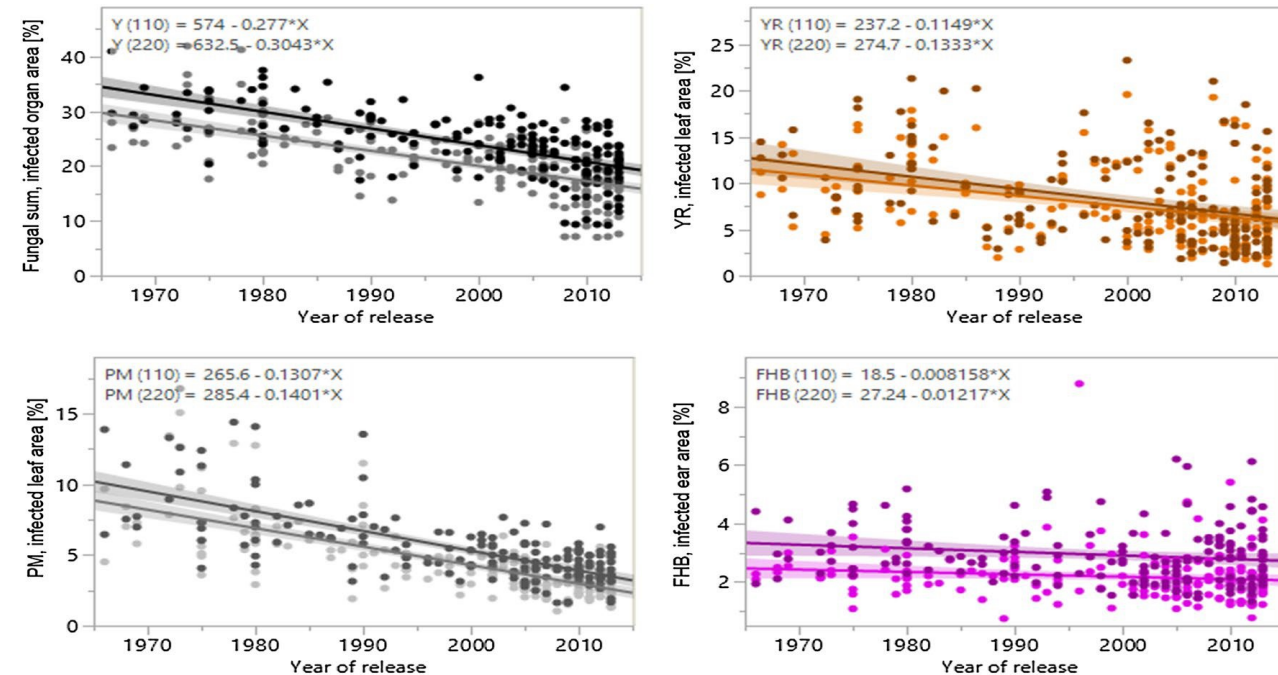 Y (110) = 574 - 0.277*X
Y (220) = 632.5 - 0.3043*X
Fungal sum, infected organ area [%]
40
30
20
10
0
1970 1980 1990 2000 2010
Year of release
YR (110) = 237.2 - 0.1149*X
YR (220) = 274.7 - 0.1333*X
YR, infected leaf area [%]
25
20
15
10
5
0
1970 1980 1990 2000 2010
Year of release
PM (110) = 265.6 - 0.1307*X
PM (220) = 285.4 - 0.1401*X
PM, infected leaf area [%]
15
10
5
0
1970 1980 1990 2000 2010
Year of release
FHB (110) = 18.5 - 0.008158*X
FHB (220) = 27.24 - 0.01217*X
FHB, infected ear area [%]
8
6
4
2
1970 1980 1990 2000 2010
Year of release